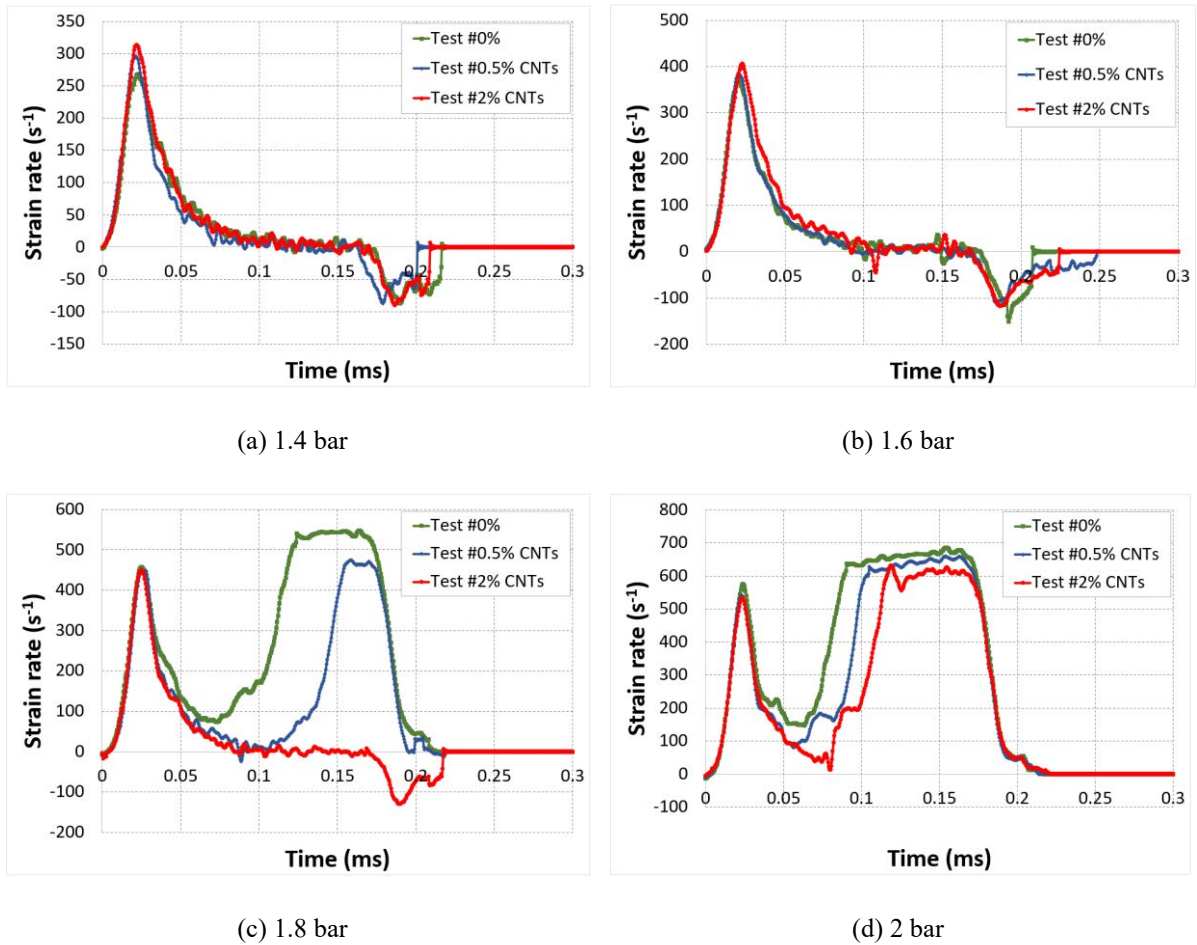 350
300
250
200
150
100
50
0
-50
-100
-150
Strain rate (s⁻¹)
0 0.05 0.1 0.15 0.2 0.25 0.3
Time (ms)
Test #0%
Test #0.5% CNTs
Test #2% CNTs
(a) 1.4 bar
500
400
300
200
100
0
-100
-200
Strain rate (s⁻¹)
0 0.05 0.1 0.15 0.2 0.25 0.3
Time (ms)
Test #0%
Test #0.5% CNTs
Test #2% CNTs
(b) 1.6 bar
600
500
400
300
200
100
0
-100
-200
Strain rate (s⁻¹)
0 0.05 0.1 0.15 0.2 0.25 0.3
Time (ms)
Test #0%
Test #0.5% CNTs
Test #2% CNTs
(c) 1.8 bar
800
700
600
500
400
300
200
100
0
-100
Strain rate (s⁻¹)
0 0.05 0.1 0.15 0.2 0.25 0.3
Time (ms)
Test #0%
Test #0.5% CNTs
Test #2% CNTs
(d) 2 bar